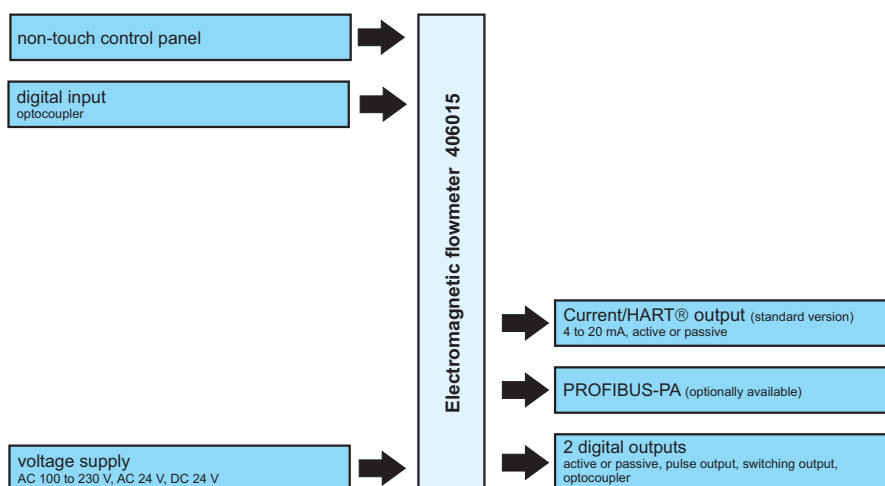 non-touch control panel
digital input
optocoupler
Electromagnetic flowmeter 406015
Current/HART® output (standard version)
4 to 20 mA, active or passive
PROFIBUS-PA (optionally available)
voltage supply
AC 100 to 230 V, AC 24 V, DC 24 V
2 digital outputs
active or passive, pulse output, switching output,
optocoupler